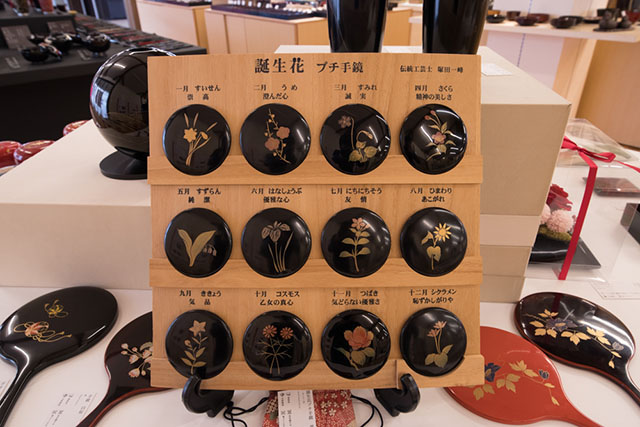 誕生花 プチ手鏡 伝統工芸士 塚田一峰
一月 すいせん
崇高
二月 うめ
澄んだ心
三月 すみれ
誠実
四月 さくら
精神の美しさ
五月 すずらん
純潔
六月 はなしょうぶ
優雅な心
七月 にちにちそう
友情
八月 ひまわり
あこがれ
九月 ききょう
気品
十月 コスモス
乙女の真心
十一月 つばき
気どらない優雅さ
十二月 シクラメン
恥ずかしがりや